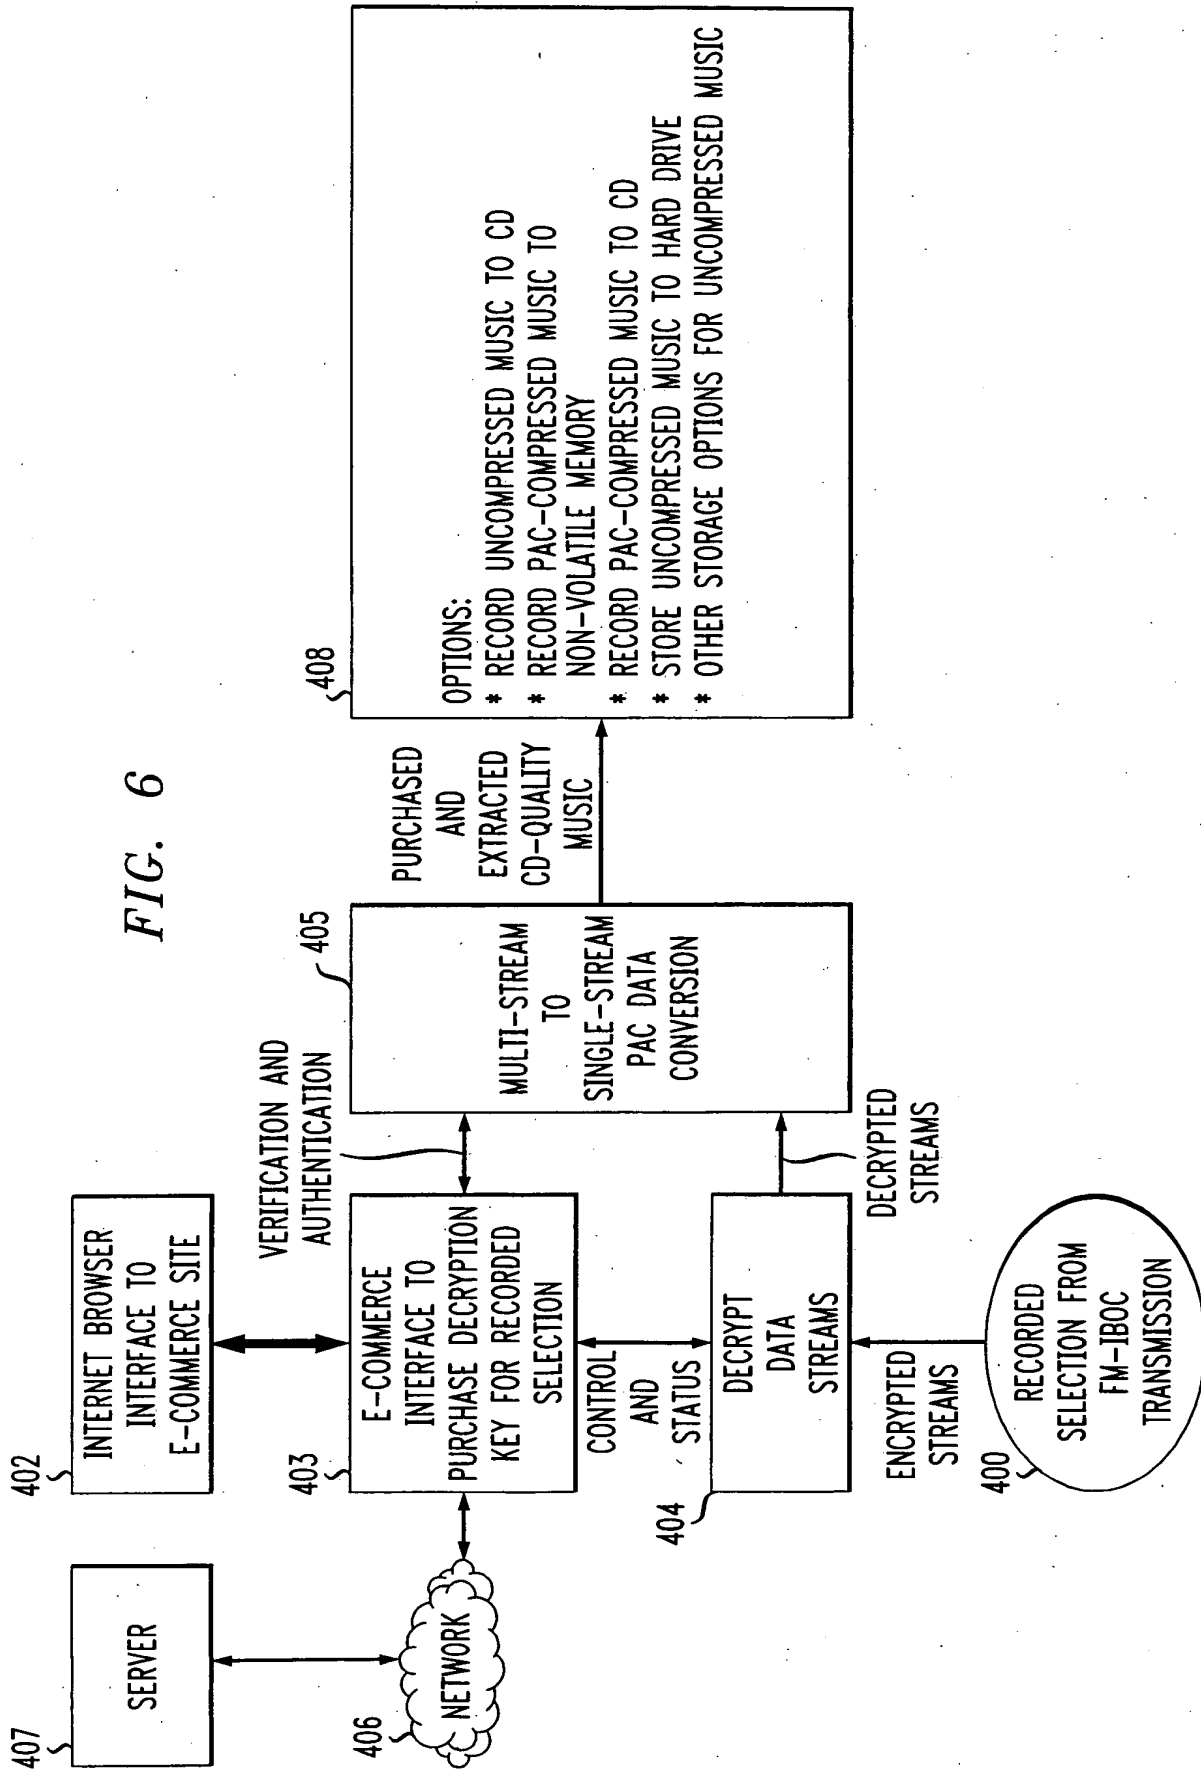 FIG. 6
407
SERVER
406
NETWORK
402
INTERNET BROWSER
INTERFACE TO
E-COMMERCE SITE
403
E-COMMERCE
INTERFACE TO
PURCHASE DECRYPTION
KEY FOR RECORDED
SELECTION
VERIFICATION AND
AUTHENTICATION
CONTROL
AND
STATUS
404
DECRYPT
DATA
STREAMS
ENCRYPTED
STREAMS
400
RECORDED
SELECTION FROM
FM-IBOC
TRANSMISSION
DECRYPTED
STREAMS
405
MULTI-STREAM
TO
SINGLE-STREAM
PAC DATA
CONVERSION
PURCHASED
AND
EXTRACTED
CD-QUALITY
MUSIC
408
OPTIONS:
* RECORD UNCOMPRESSED MUSIC TO CD
* RECORD PAC-COMPRESSED MUSIC TO
NON-VOLATILE MEMORY
* RECORD PAC-COMPRESSED MUSIC TO CD
* STORE UNCOMPRESSED MUSIC TO HARD DRIVE
* OTHER STORAGE OPTIONS FOR UNCOMPRESSED MUSIC